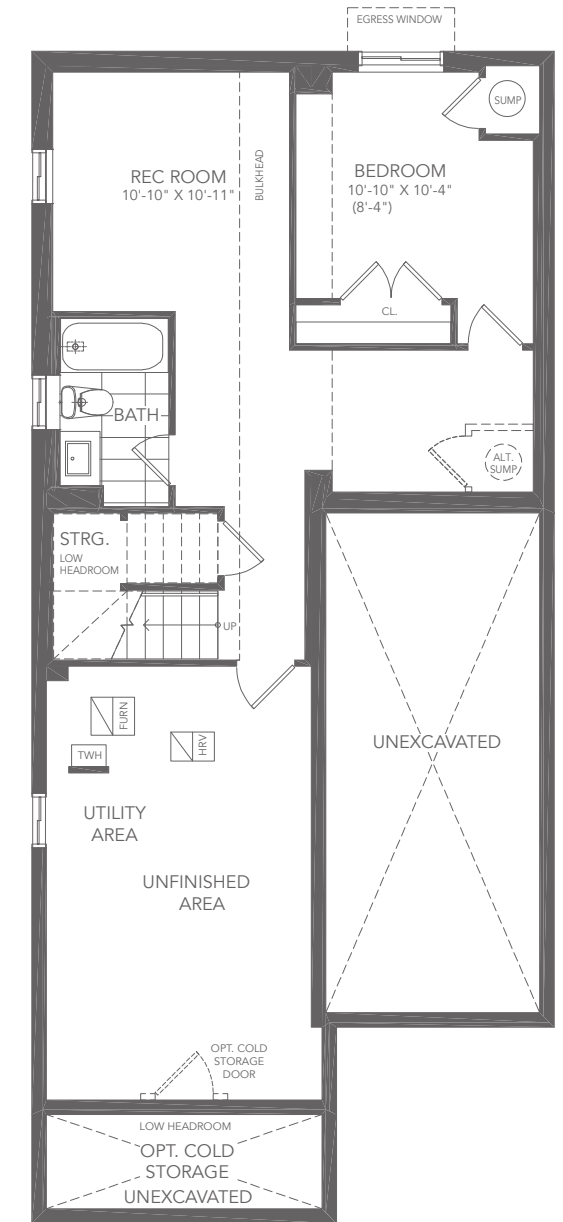 EGRESS WINDOW
SUMP
REC ROOM
10'-10" X 10'-11"
BULKHEAD
BEDROOM
10'-10" X 10'-4"
(8'-4")
CL.
BATH
ALT.
SUMP
STRG.
LOW
HEADROOM
UP
FURN
HRV
TWH
UNEXCAVATED
UTILITY
AREA
UNFINISHED
AREA
OPT. COLD
STORAGE
DOOR
LOW HEADROOM
OPT. COLD
STORAGE
UNEXCAVATED